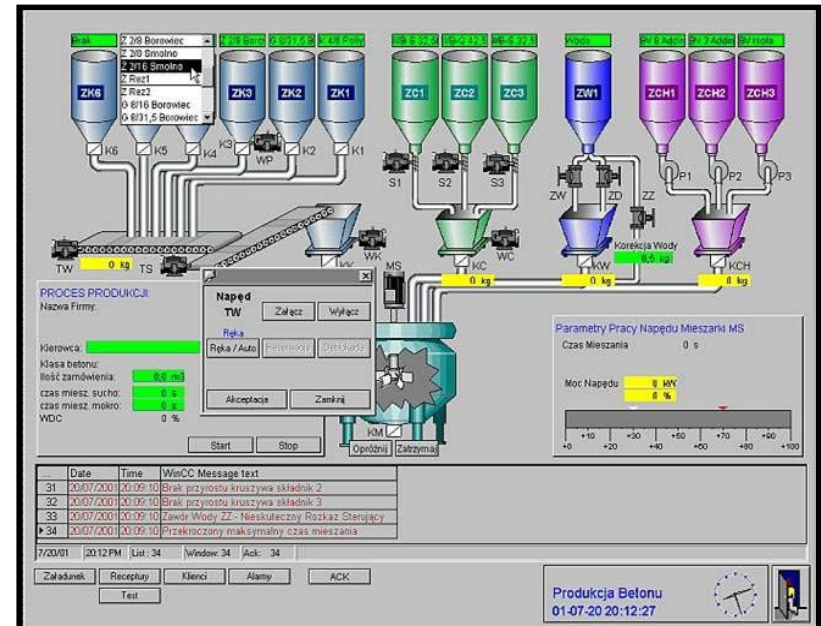 Brak
Z 2/8 Borowiec
Z 2/8 Smolno
Z 2/16 Smolno
Z Rez1
Z Rez2
G 8/16 Borowiec
G 8/31,5 Borowiec
Woda
ZK6 ZK3 ZK2 ZK1 ZC1 ZC2 ZC3 ZW1 ZCH1 ZCH2 ZCH3
K6 K5 K4 K3 WP K2 K1
S1 S2 S3
ZW ZD ZZ
P1 P2 P3
TW 0 kg TS
WK MS
KC WC
0 kg
KW
0 kg
Korekcja Wody
0,5 kg
KCH
0 kg
PROCES PRODUKCJI:
Nazwa Firmy:
Kierowca:
Klasa betonu:
Ilość zamówienia: 0,0 m3
czas miesz. sucho: 0 s
czas miesz. mokro: 0 s
WDC 0 %
Start Stop
Napęd
TW
Załącz Wyłącz
Ręka
Ręka / Auto Rezerwacja Deblokada
Akceptacja Zamknij
KM
Opróżnij Zatrzymaj
Parametry Pracy Napędu Mieszarki MS
Czas Mieszania 0 s
Moc Napędu 0 kW
0 %
+0 +10 +20 +30 +40 +50 +60 +70 +80 +90 +100
... Date Time WinCC Message text
31 20/07/2001 20:09:10 Brak przyrostu kruszywa składnik 2
32 20/07/2001 20:09:10 Brak przyrostu kruszywa składnik 3
33 20/07/2001 20:09:10 Zawór Wody ZZ - Nieskuteczny Rozkaz Sterujący
34 20/07/2001 20:09:10 Przekroczony maksymalny czas mieszania
7/20/01 20:12 PM List : 34 Window: 34 Ack: 34
Załadunek Receptury Klienci Alarmy ACK
Test
Produkcja Betonu
01-07-20 20:12:27